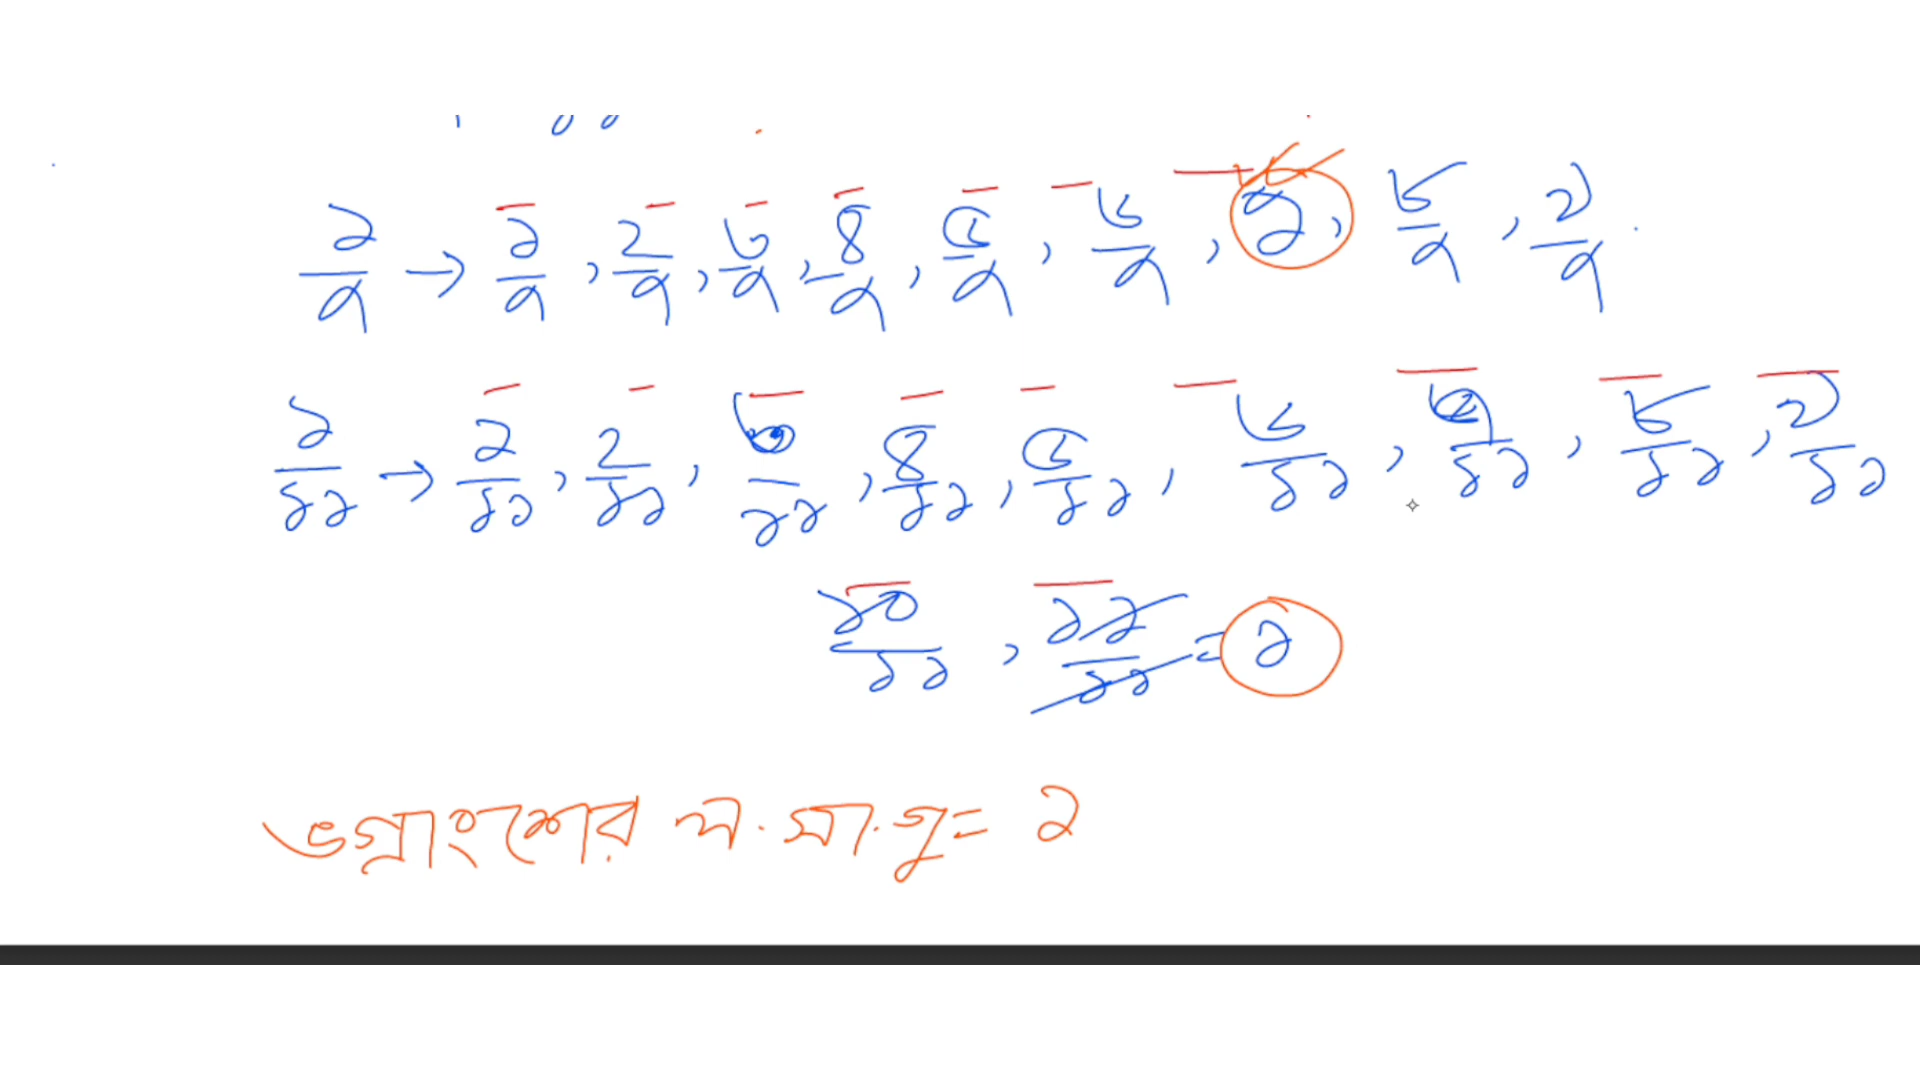 ১/৭ → ১/৭, ২/৭, ৩/৭, ৪/৭, ৫/৭, ৬/৭, ১, ৮/৭, ৯/৭
১/১১ → ১/১১, ২/১১, ৩/১১, ৪/১১, ৫/১১, ৬/১১, ৭/১১, ৮/১১, ৯/১১,
১০/১১, ১১/১১ = ১
ভগ্নাংশের ল. সা. গু = ১